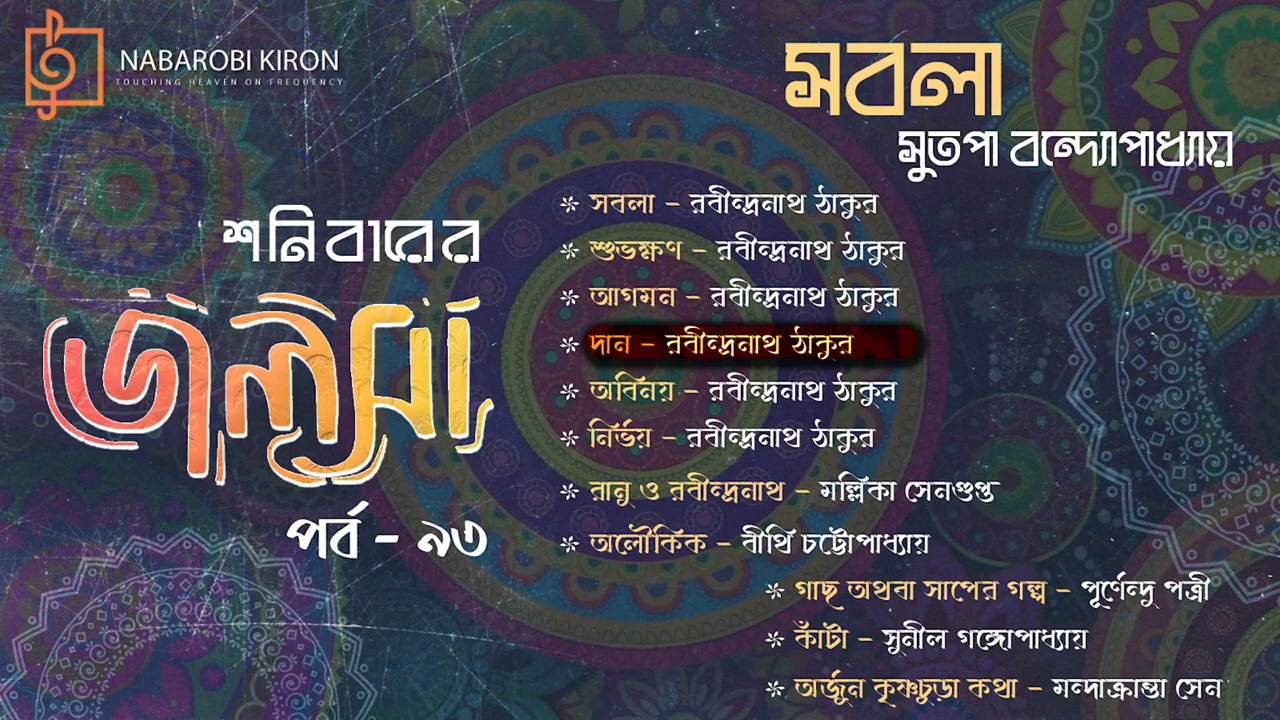 NABAROBI KIRON
TOUCHING HEAVEN ON FREQUENCY
শনিবারের
জলসা
পর্ব - ৯৩
সবলা
সুতপা বন্দ্যোপাধ্যায়
* সবলা - রবীন্দ্রনাথ ঠাকুর
* শুভক্ষণ - রবীন্দ্রনাথ ঠাকুর
* আগমন - রবীন্দ্রনাথ ঠাকুর
* দান - রবীন্দ্রনাথ ঠাকুর
* অবিনয় - রবীন্দ্রনাথ ঠাকুর
* নির্ভয় - রবীন্দ্রনাথ ঠাকুর
* রানু ও রবীন্দ্রনাথ - মল্লিকা সেনগুপ্ত
* অলৌকিক - বীথি চট্টোপাধ্যায়
* গাছ অথবা সাপের গল্প - পূর্ণেন্দু পত্রী
* কাঁটা - সুনীল গঙ্গোপাধ্যায়
* অর্জুন কৃষ্ণচুড়া কথা - মন্দাক্রান্তা সেন